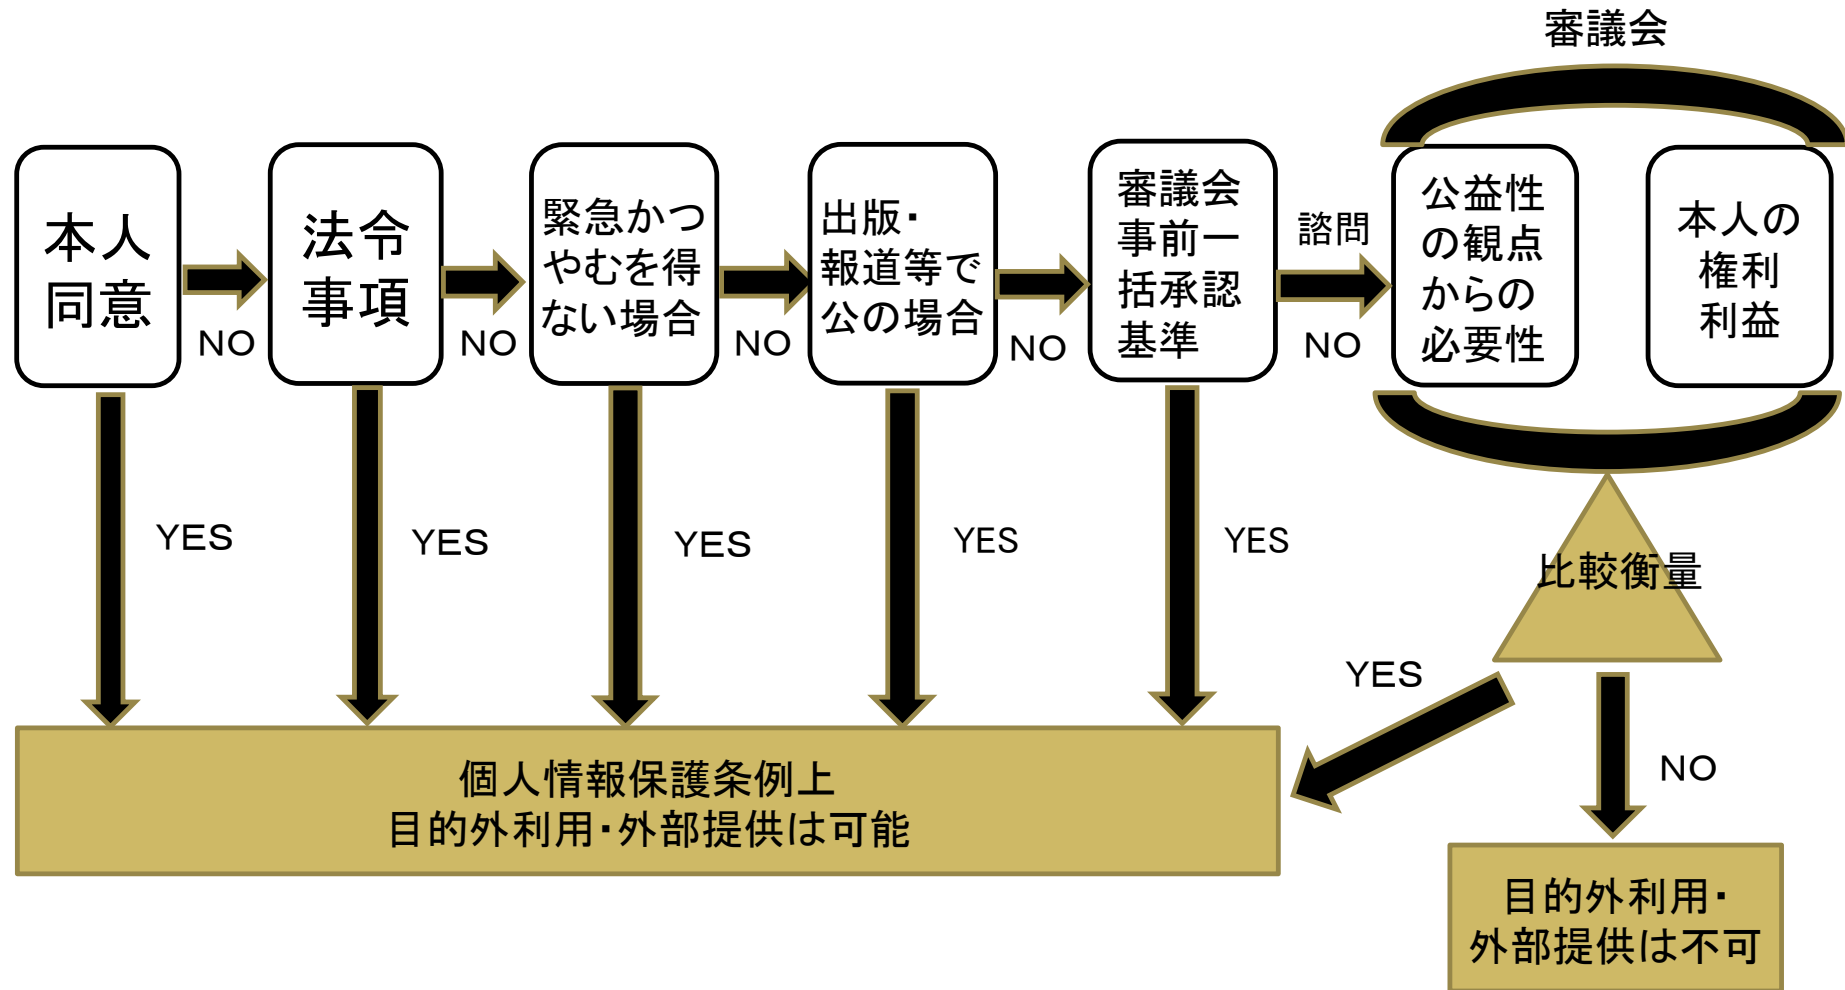 審議会
本人
同意
NO
法令
事項
NO
緊急かつ
やむを得
ない場合
NO
出版・
報道等で
公の場合
NO
審議会
事前一
括承認
基準
諮問
NO
公益性
の観点
からの
必要性
本人の
権利
利益
YES
YES
YES
YES
YES
比較衡量
YES
NO
個人情報保護条例上
目的外利用・外部提供は可能
目的外利用・
外部提供は不可